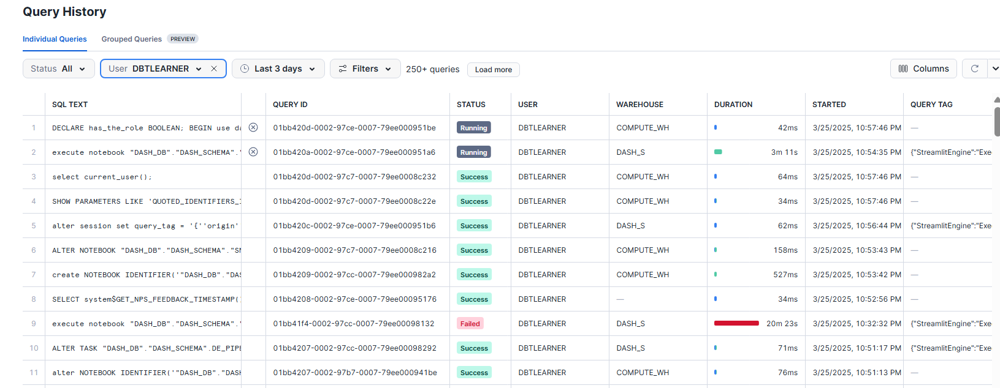 Query History
Individual Queries Grouped Queries PREVIEW
Status All User DBTLEARNER Last 3 days Filters 250+ queries Load more Columns
SQL TEXT QUERY ID STATUS USER WAREHOUSE DURATION STARTED QUERY TAG
1 DECLARE has_the_role BOOLEAN; BEGIN use da 01bb420d-0002-97ce-0007-79ee000951be Running DBTLEARNER COMPUTE_WH 42ms 3/25/2025, 10:57:46 PM —
2 execute notebook "DASH_DB"."DASH_SCHEMA"." 01bb420a-0002-97ce-0007-79ee000951a6 Running DBTLEARNER DASH_S 3m 11s 3/25/2025, 10:54:35 PM {"StreamlitEngine":"Exe
3 select current_user(); 01bb420d-0002-97c7-0007-79ee0008c232 Success DBTLEARNER COMPUTE_WH 64ms 3/25/2025, 10:57:46 PM —
4 SHOW PARAMETERS LIKE 'QUOTED_IDENTIFIERS_I 01bb420d-0002-97c7-0007-79ee0008c22e Success DBTLEARNER COMPUTE_WH 34ms 3/25/2025, 10:57:46 PM —
5 alter session set query_tag = '{''origin' 01bb420c-0002-97ce-0007-79ee000951b6 Success DBTLEARNER DASH_S 62ms 3/25/2025, 10:56:44 PM {"StreamlitEngine":"Exe
6 ALTER NOTEBOOK "DASH_DB"."DASH_SCHEMA"."SN 01bb4209-0002-97c7-0007-79ee0008c216 Success DBTLEARNER COMPUTE_WH 158ms 3/25/2025, 10:53:43 PM —
7 create NOTEBOOK IDENTIFIER('"DASH_DB"."DAS 01bb4209-0002-97cc-0007-79ee000982a2 Success DBTLEARNER COMPUTE_WH 527ms 3/25/2025, 10:53:42 PM —
8 SELECT system$GET_NPS_FEEDBACK_TIMESTAMP() 01bb4208-0002-97ce-0007-79ee00095176 Success DBTLEARNER — 34ms 3/25/2025, 10:52:56 PM —
9 execute notebook "DASH_DB"."DASH_SCHEMA"." 01bb41f4-0002-97cc-0007-79ee00098132 Failed DBTLEARNER DASH_S 20m 23s 3/25/2025, 10:32:32 PM {"StreamlitEngine":"Exe
10 ALTER TASK "DASH_DB"."DASH_SCHEMA".DE_PIPE 01bb4207-0002-97cc-0007-79ee00098292 Success DBTLEARNER DASH_S 71ms 3/25/2025, 10:51:17 PM {"StreamlitEngine":"Exe
11 alter NOTEBOOK IDENTIFIER('"DASH_DB"."DASH 01bb4207-0002-97b7-0007-79ee000941be Success DBTLEARNER COMPUTE_WH 76ms 3/25/2025, 10:51:13 PM —